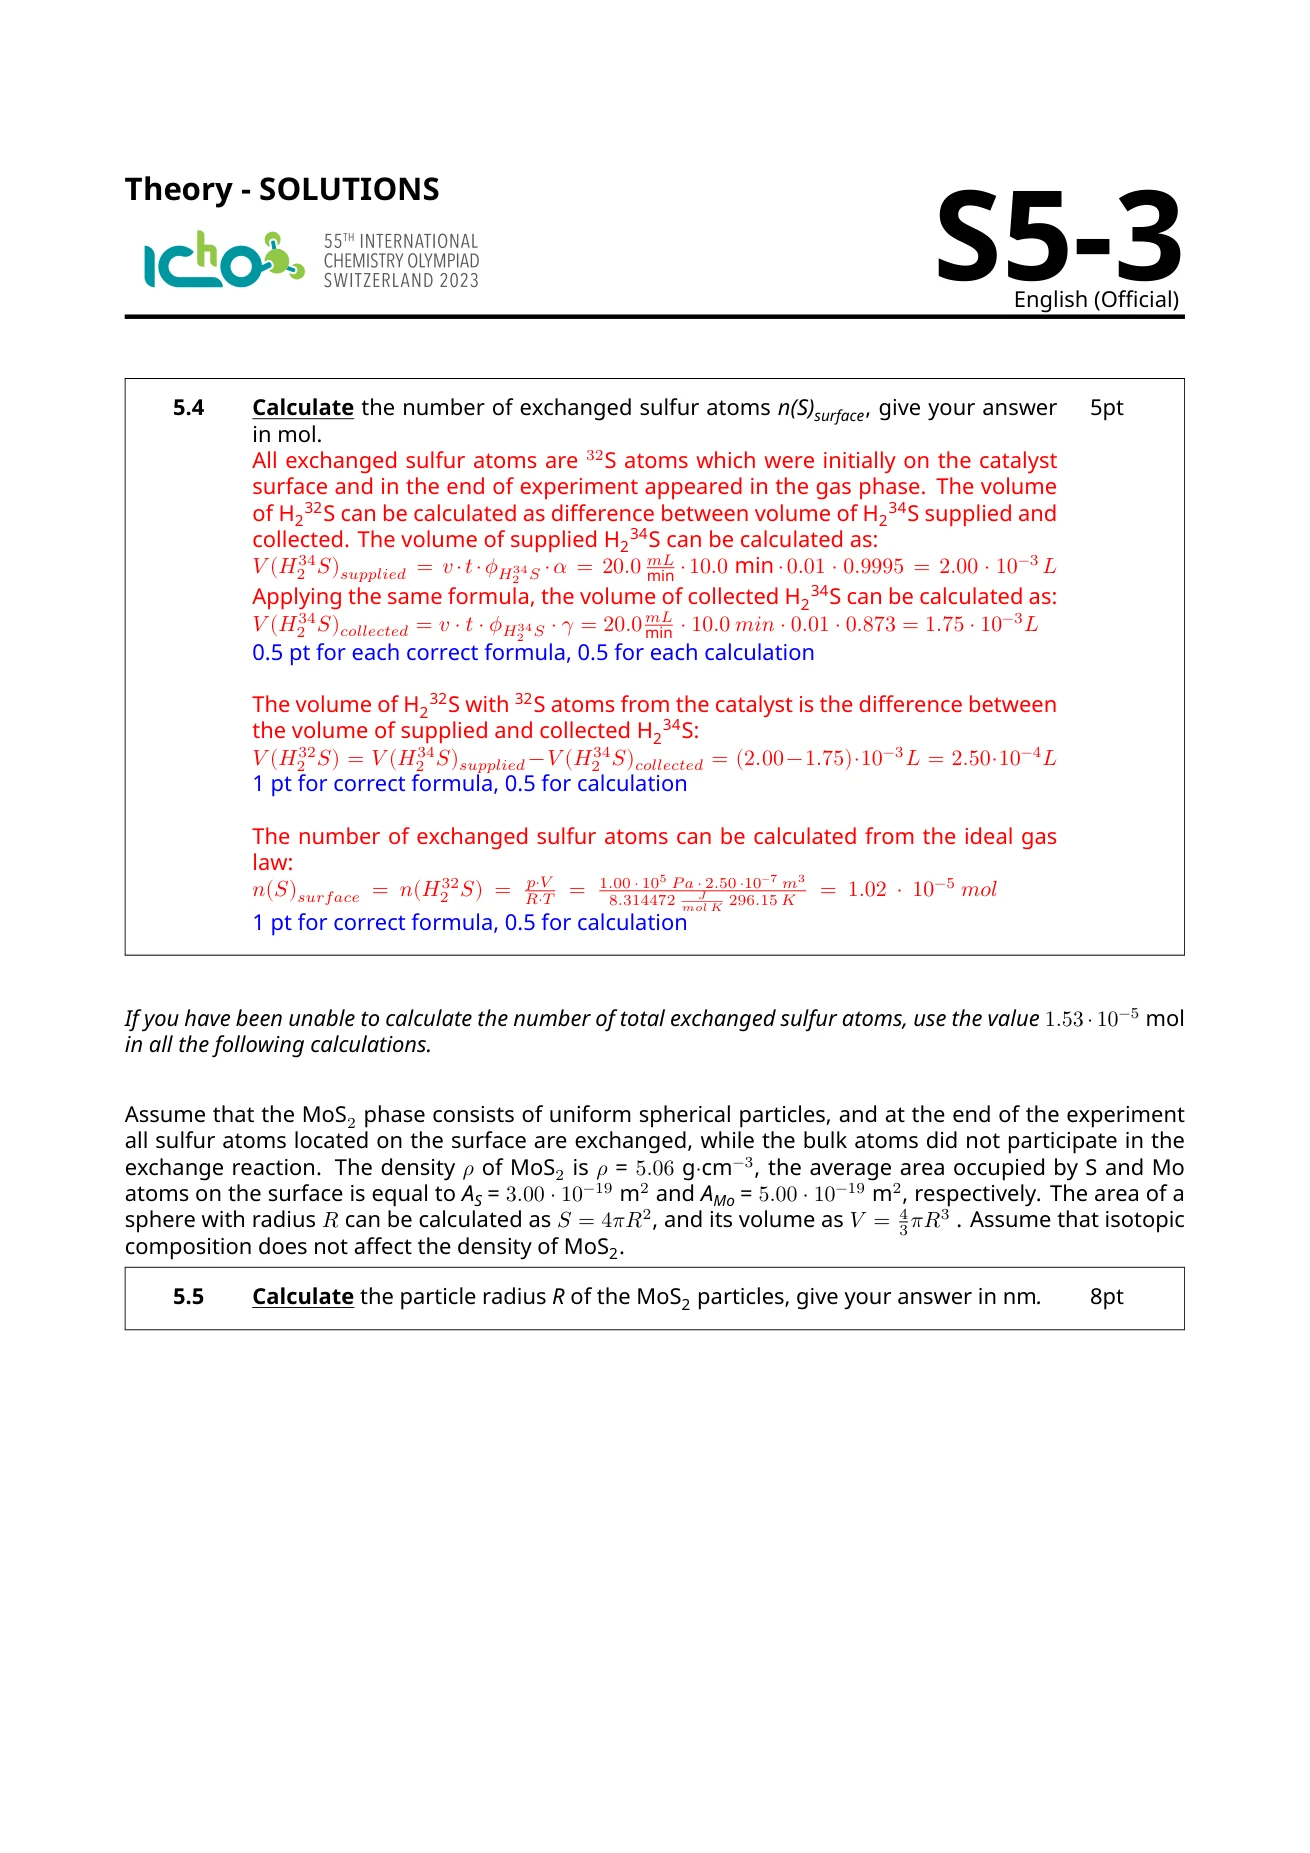 Theory - SOLUTIONS
IChO
55TH INTERNATIONAL
CHEMISTRY OLYMPIAD
SWITZERLAND 2023
S5-3
English (Official)
5.4 Calculate the number of exchanged sulfur atoms n(S)_surface, give your answer 5pt
in mol.
All exchanged sulfur atoms are ³²S atoms which were initially on the catalyst
surface and in the end of experiment appeared in the gas phase. The volume
of H₂³²S can be calculated as difference between volume of H₂³⁴S supplied and
collected. The volume of supplied H₂³⁴S can be calculated as:
V(H₂³⁴S)_supplied = v · t · ϕ_H₂³⁴S · α = 20.0 mL/min · 10.0 min · 0.01 · 0.9995 = 2.00 · 10⁻³ L
Applying the same formula, the volume of collected H₂³⁴S can be calculated as:
V(H₂³⁴S)_collected = v · t · ϕ_H₂³⁴S · γ = 20.0 mL/min · 10.0 min · 0.01 · 0.873 = 1.75 · 10⁻³ L
0.5 pt for each correct formula, 0.5 for each calculation
The volume of H₂³²S with ³²S atoms from the catalyst is the difference between
the volume of supplied and collected H₂³⁴S:
V(H₂³²S) = V(H₂³⁴S)_supplied − V(H₂³⁴S)_collected = (2.00−1.75)·10⁻³ L = 2.50·10⁻⁴ L
1 pt for correct formula, 0.5 for calculation
The number of exchanged sulfur atoms can be calculated from the ideal gas
law:
n(S)_surface = n(H₂³²S) = p·V / R·T = 1.00 · 10⁵ Pa · 2.50 · 10⁻⁷ m³ / 8.314472 J/mol K 296.15 K = 1.02 · 10⁻⁵ mol
1 pt for correct formula, 0.5 for calculation
If you have been unable to calculate the number of total exchanged sulfur atoms, use the value 1.53 · 10⁻⁵ mol
in all the following calculations.
Assume that the MoS₂ phase consists of uniform spherical particles, and at the end of the experiment
all sulfur atoms located on the surface are exchanged, while the bulk atoms did not participate in the
exchange reaction. The density ρ of MoS₂ is ρ = 5.06 g·cm⁻³, the average area occupied by S and Mo
atoms on the surface is equal to A_S = 3.00 · 10⁻¹⁹ m² and A_Mo = 5.00 · 10⁻¹⁹ m², respectively. The area of a
sphere with radius R can be calculated as S = 4πR², and its volume as V = 4/3 πR³ . Assume that isotopic
composition does not affect the density of MoS₂.
5.5 Calculate the particle radius R of the MoS₂ particles, give your answer in nm. 8pt